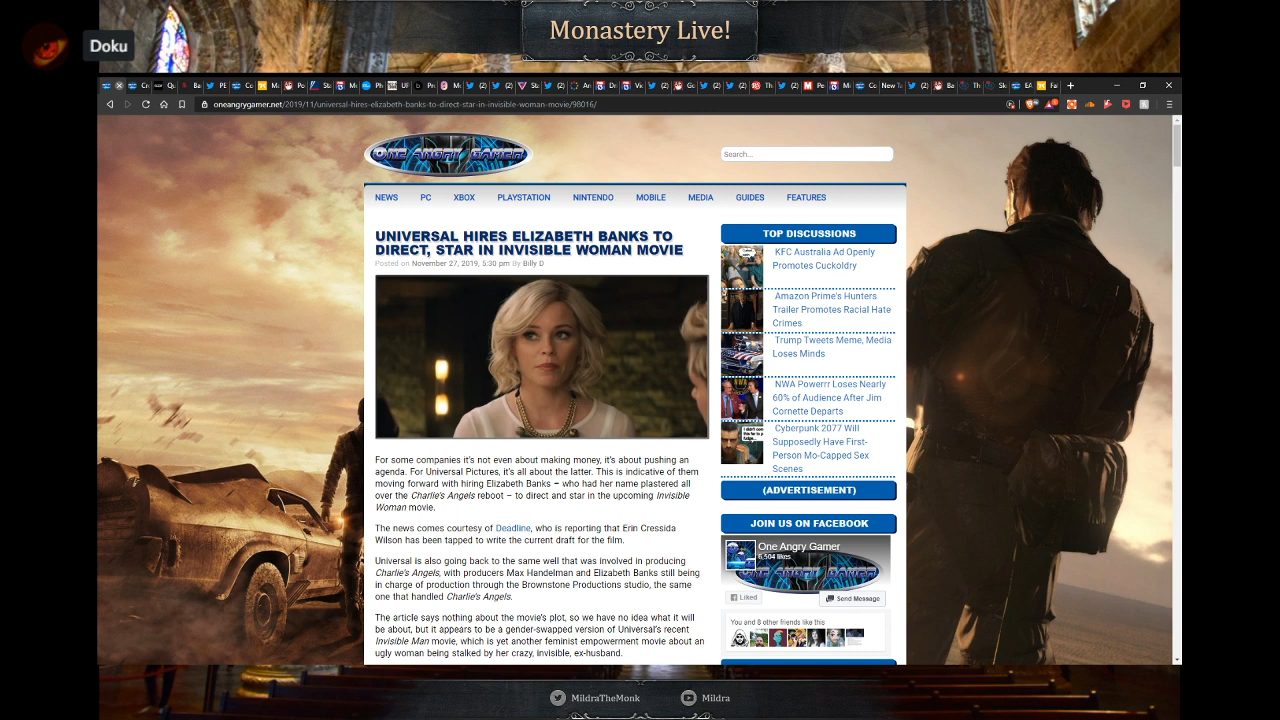 Monastery Live!
Doku
oneangrygamer.net/2019/11/universal-hires-elizabeth-banks-to-direct-star-in-invisible-woman-movie/98016/
ONE ANGRY GAMER
Search...
NEWS PC XBOX PLAYSTATION NINTENDO MOBILE MEDIA GUIDES FEATURES
UNIVERSAL HIRES ELIZABETH BANKS TO
DIRECT, STAR IN INVISIBLE WOMAN MOVIE
Posted on November 27, 2019, 5:30 pm By Billy D
For some companies it's not even about making money, it's about pushing an
agenda. For Universal Pictures, it's all about the latter. This is indicative of them
moving forward with hiring Elizabeth Banks – who had her name plastered all
over the Charlie's Angels reboot – to direct and star in the upcoming Invisible
Woman movie.
The news comes courtesy of Deadline, who is reporting that Erin Cressida
Wilson has been tapped to write the current draft for the film.
Universal is also going back to the same well that was involved in producing
Charlie's Angels, with producers Max Handelman and Elizabeth Banks still being
in charge of production through the Brownstone Productions studio, the same
one that handled Charlie's Angels.
The article says nothing about the movie's plot, so we have no idea what it will
be about, but it appears to be a gender-swapped version of Universal's recent
Invisible Man movie, which is yet another feminist empowerment movie about an
ugly woman being stalked by her crazy, invisible, ex-husband.
TOP DISCUSSIONS
KFC Australia Ad Openly
Promotes Cuckoldry
Amazon Prime's Hunters
Trailer Promotes Racial Hate
Crimes
Trump Tweets Meme, Media
Loses Minds
NWA Powerrr Loses Nearly
60% of Audience After Jim
Cornette Departs
Cyberpunk 2077 Will
Supposedly Have First-
Person Mo-Capped Sex
Scenes
(ADVERTISEMENT)
JOIN US ON FACEBOOK
One Angry Gamer
6,504 likes
ONE ANGRY GAMER
Liked
Send Message
You and 8 other friends like this
MildraTheMonk
Mildra